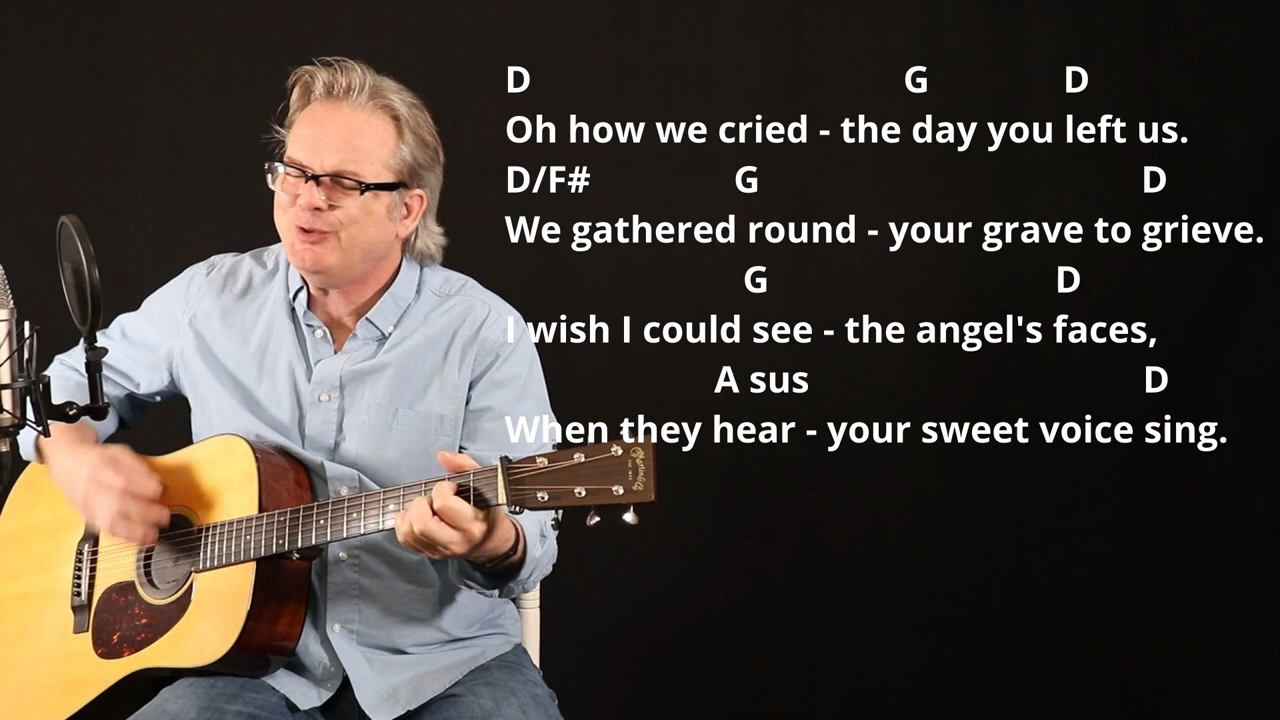 D G D
Oh how we cried - the day you left us.
D/F# G D
We gathered round - your grave to grieve.
G D
I wish I could see - the angel's faces,
A sus D
When they hear - your sweet voice sing.